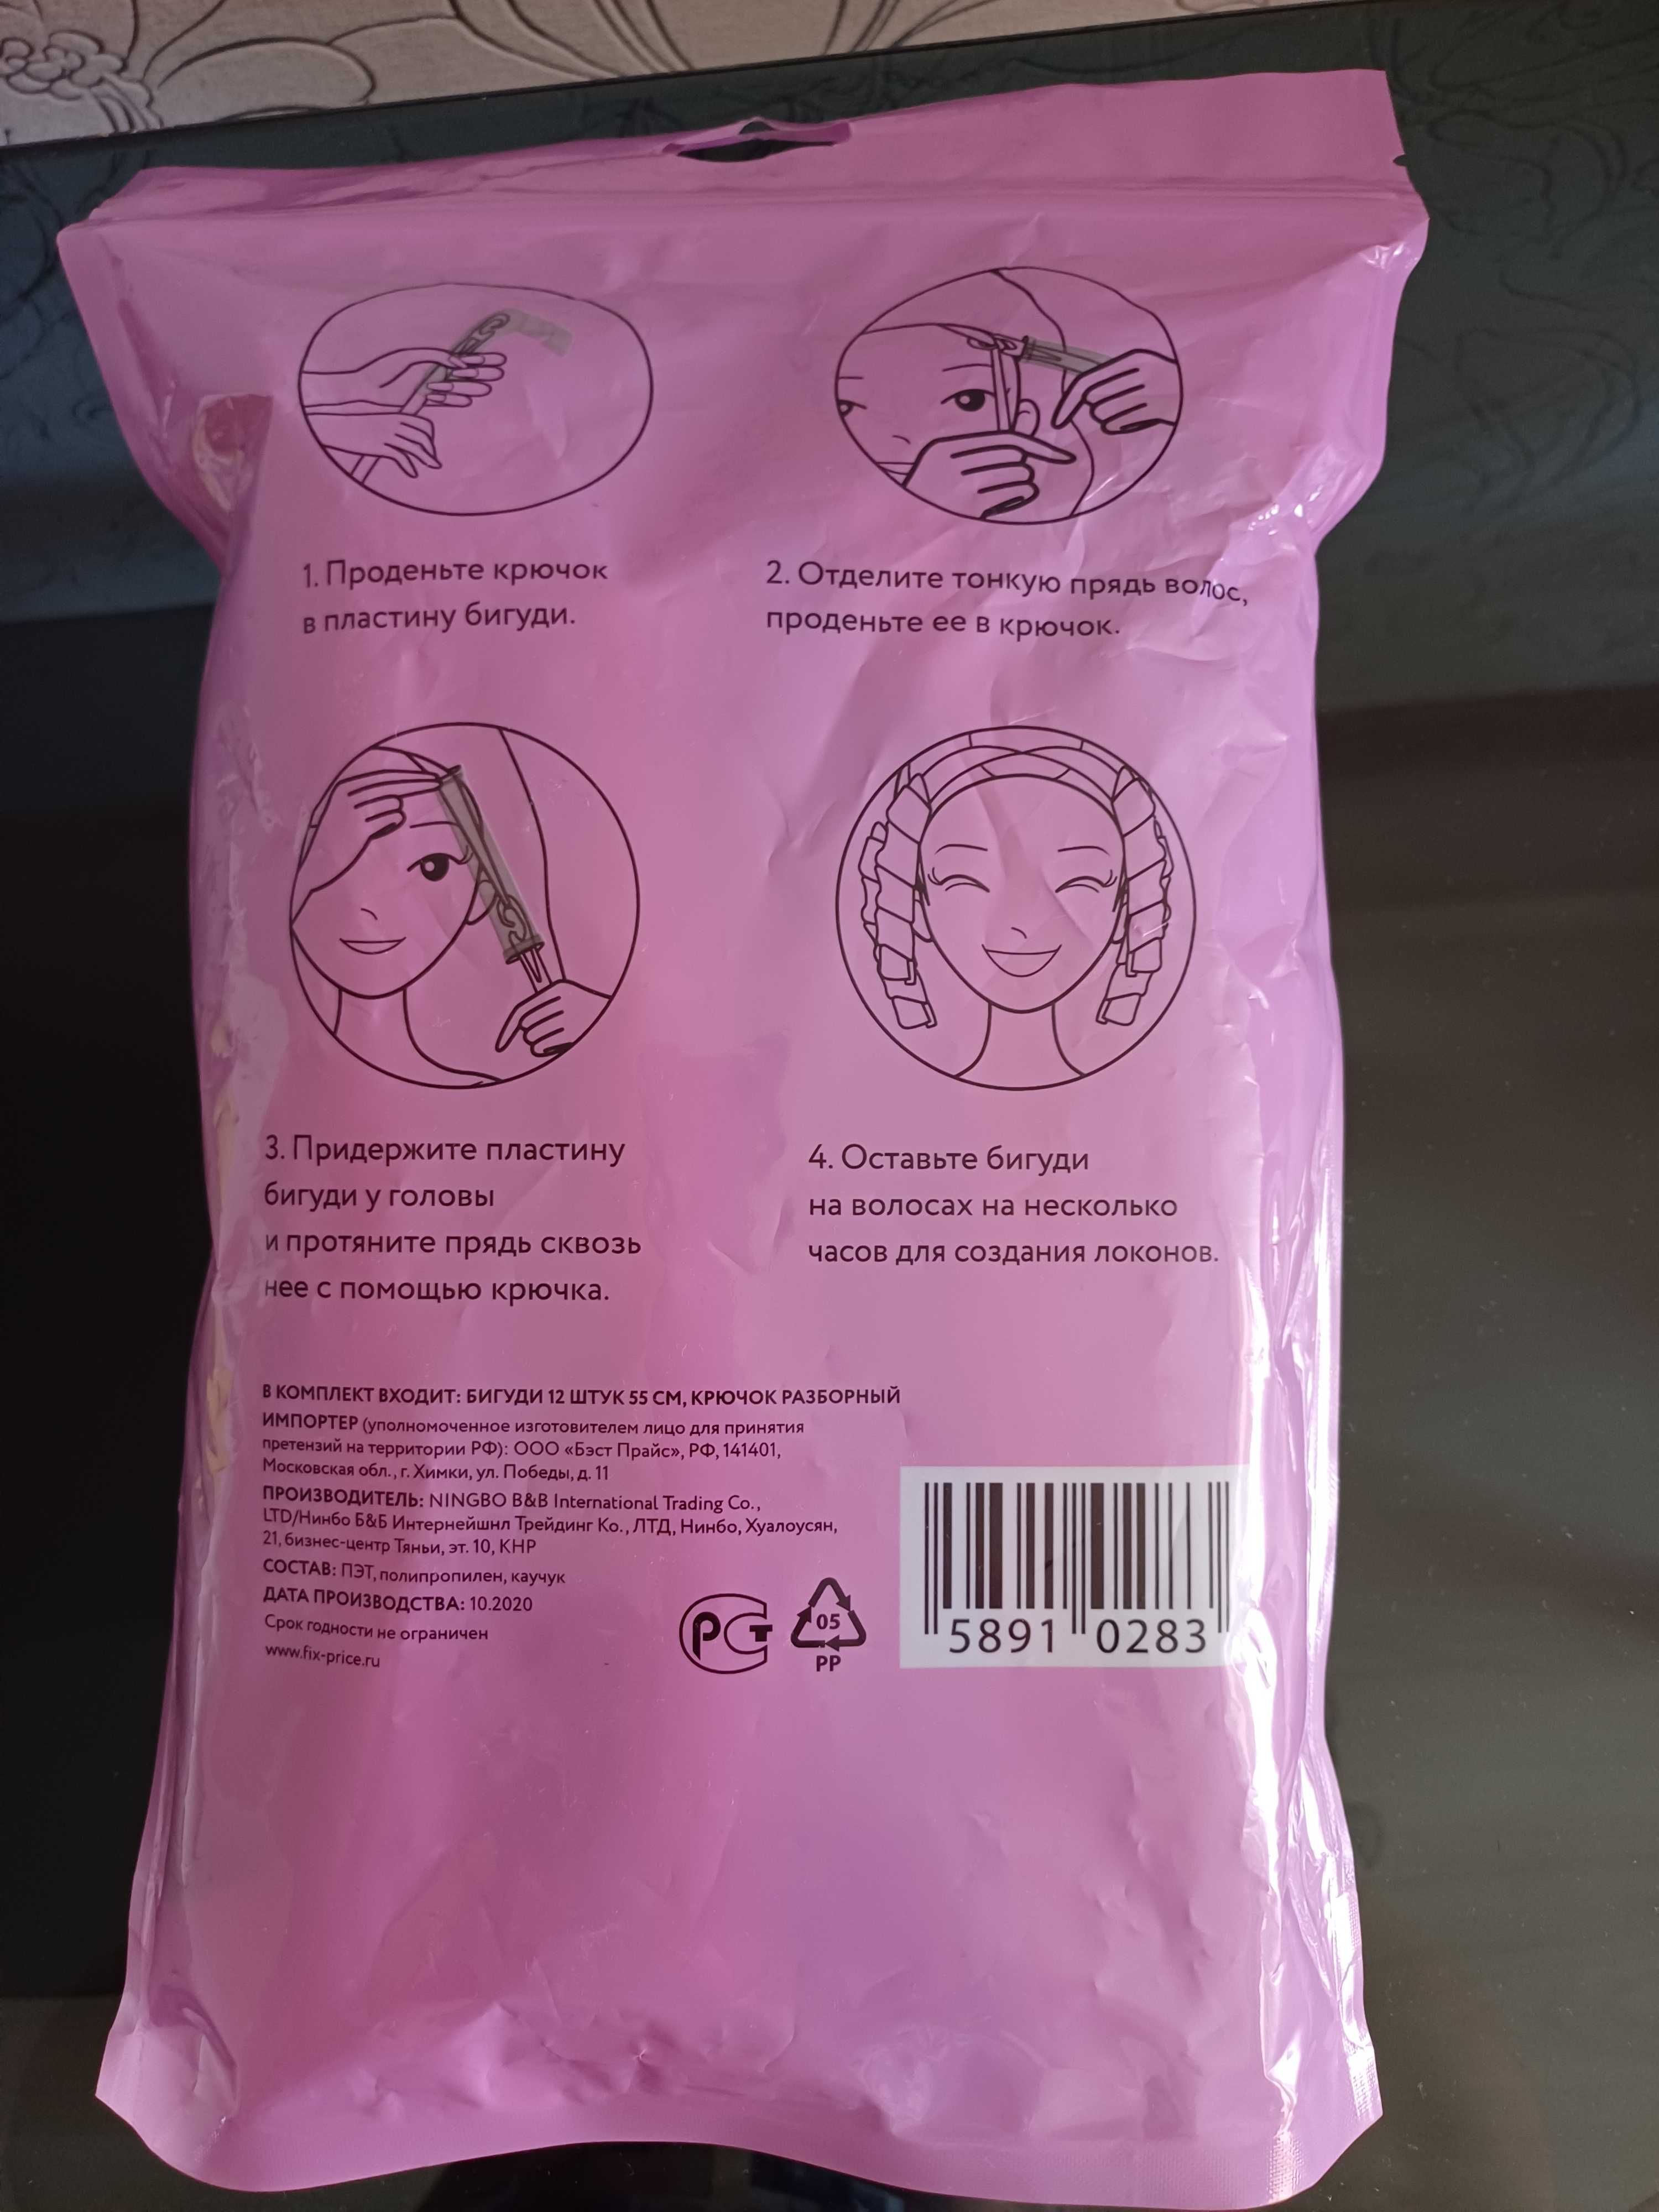 1. Проденьте крючок
в пластину бигуди.
2. Отделите тонкую прядь волос,
проденьте ее в крючок.
3. Придержите пластину
бигуди у головы
и протяните прядь сквозь
нее с помощью крючка.
4. Оставьте бигуди
на волосах на несколько
часов для создания локонов.
В КОМПЛЕКТ ВХОДИТ: БИГУДИ 12 ШТУК 55 СМ, КРЮЧОК РАЗБОРНЫЙ
ИМПОРТЕР (уполномоченное изготовителем лицо для принятия
претензий на территории РФ): ООО «Бэст Прайс», РФ, 141401,
Московская обл., г. Химки, ул. Победы, д. 11
ПРОИЗВОДИТЕЛЬ: NINGBO B&B International Trading Co.,
LTD/Нинбо Б&Б Интернейшнл Трейдинг Ко., ЛТД, Нинбо, Хуалоусян,
21, бизнес-центр Тяньи, эт. 10, КНР
СОСТАВ: ПЭТ, полипропилен, каучук
ДАТА ПРОИЗВОДСТВА: 10.2020
Срок годности не ограничен
www.fix-price.ru
РСТ
05
PP
5891 0283